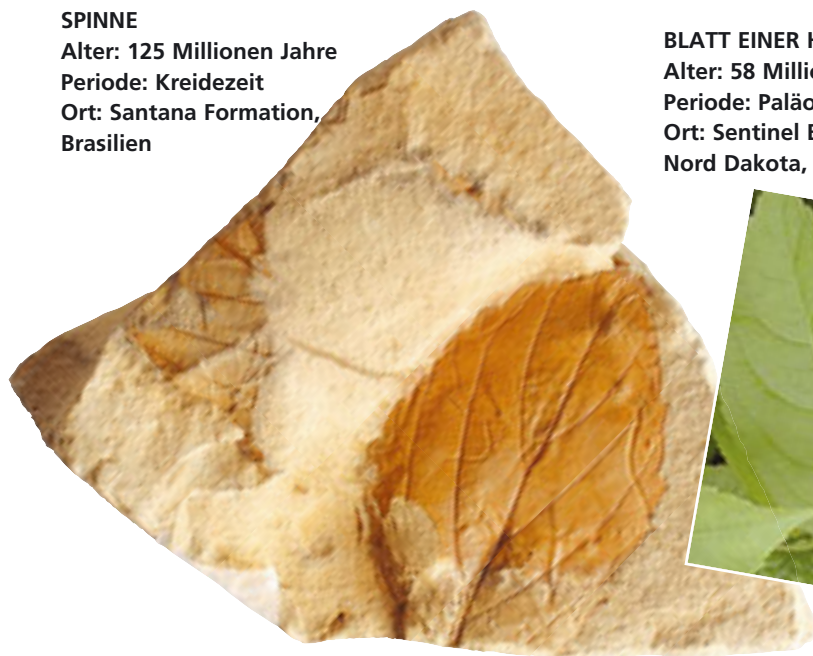 SPINNE
Alter: 125 Millionen Jahre
Periode: Kreidezeit
Ort: Santana Formation,
Brasilien
BLATT EINER
Alter: 58
Periode:
Ort: Sentinel
Nord Dakota,